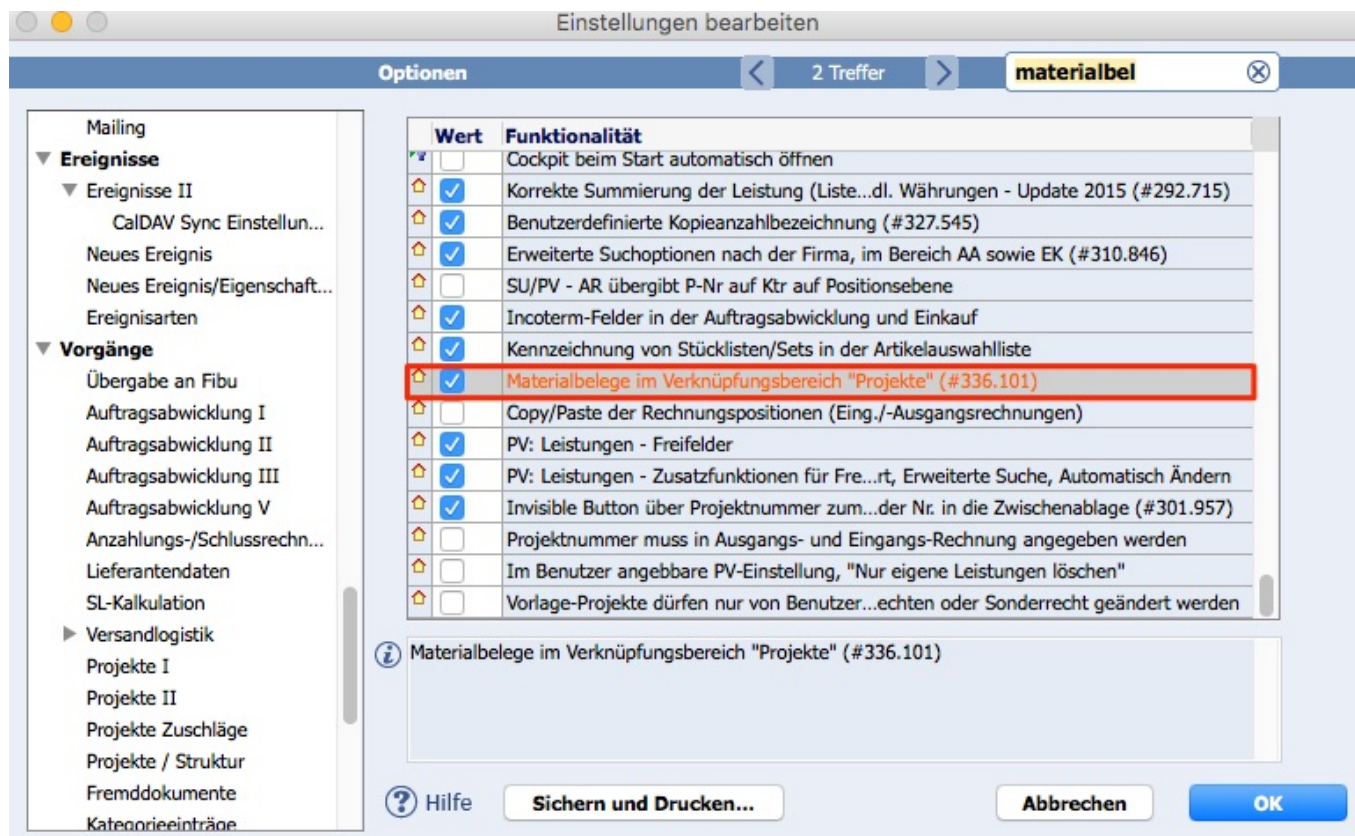 Einstellungen bearbeiten
Optionen
2 Treffer
materialbel
Mailing
Ereignisse
Ereignisse II
CalDAV Sync Einstellun...
Neues Ereignis
Neues Ereignis/Eigenschaft...
Ereignisarten
Vorgänge
Übergabe an Fibu
Auftragsabwicklung I
Auftragsabwicklung II
Auftragsabwicklung III
Auftragsabwicklung V
Anzahlungs-/Schlussrechn...
Lieferantendaten
SL-Kalkulation
Versandlogistik
Projekte I
Projekte II
Projekte Zuschläge
Projekte / Struktur
Fremddokumente
Kategorieeinträge
Wert Funktionalität
Cockpit beim Start automatisch öffnen
Korrekte Summierung der Leistung (Liste...dl. Währungen - Update 2015 (#292.715)
Benutzerdefinierte Kopieanzahlbezeichnung (#327.545)
Erweiterte Suchoptionen nach der Firma, im Bereich AA sowie EK (#310.846)
SU/PV - AR übergibt P-Nr auf Ktr auf Positionsebene
Incoterm-Felder in der Auftragsabwicklung und Einkauf
Kennzeichnung von Stücklisten/Sets in der Artikelauswahlliste
Materialbelege im Verknüpfungsbereich "Projekte" (#336.101)
Copy/Paste der Rechnungspositionen (Eing./-Ausgangsrechnungen)
PV: Leistungen - Freifelder
PV: Leistungen - Zusatzfunktionen für Fre...rt, Erweiterte Suche, Automatisch Ändern
Invisible Button über Projektnummer zum...der Nr. in die Zwischenablage (#301.957)
Projektnummer muss in Ausgangs- und Eingangs-Rechnung angegeben werden
Im Benutzer angebbare PV-Einstellung, "Nur eigene Leistungen löschen"
Vorlage-Projekte dürfen nur von Benutzer...echten oder Sonderrecht geändert werden
Materialbelege im Verknüpfungsbereich "Projekte" (#336.101)
Hilfe
Sichern und Drucken...
Abbrechen
OK